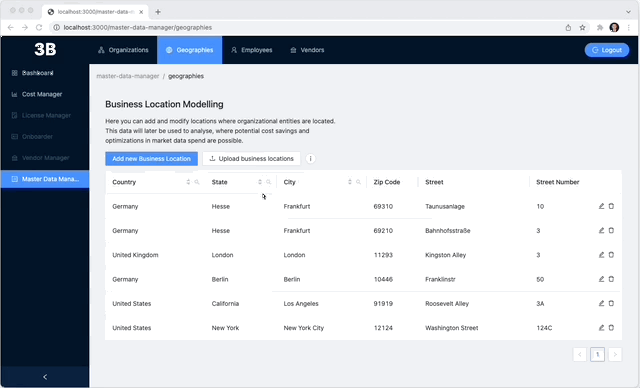 localhost:3000/master-data-m
localhost:3000/master-data-manager/geographies
3B
Organizations
Geographies
Employees
Vendors
Logout
Dashboard
Cost Manager
License Manager
Onboarder
Vendor Manager
Master Data Mana...
master-data-manager / geographies
Business Location Modelling
Here you can add and modify locations where organizational entities are located.
This data will later be used to analyse, where potential cost savings and
optimizations in market data spend are possible.
Add new Business Location
Upload business locations
Country State City Zip Code Street Street Number
Germany Hesse Frankfurt 69310 Taunusanlage 10
Germany Hesse Frankfurt 69210 Bahnhofsstraße 3
United Kingdom London London 11293 Kingston Alley 3
Germany Berlin Berlin 10446 Franklinstr 50
United States California Los Angeles 91919 Roosevelt Alley 3A
United States New York New York City 12124 Washington Street 124C
1